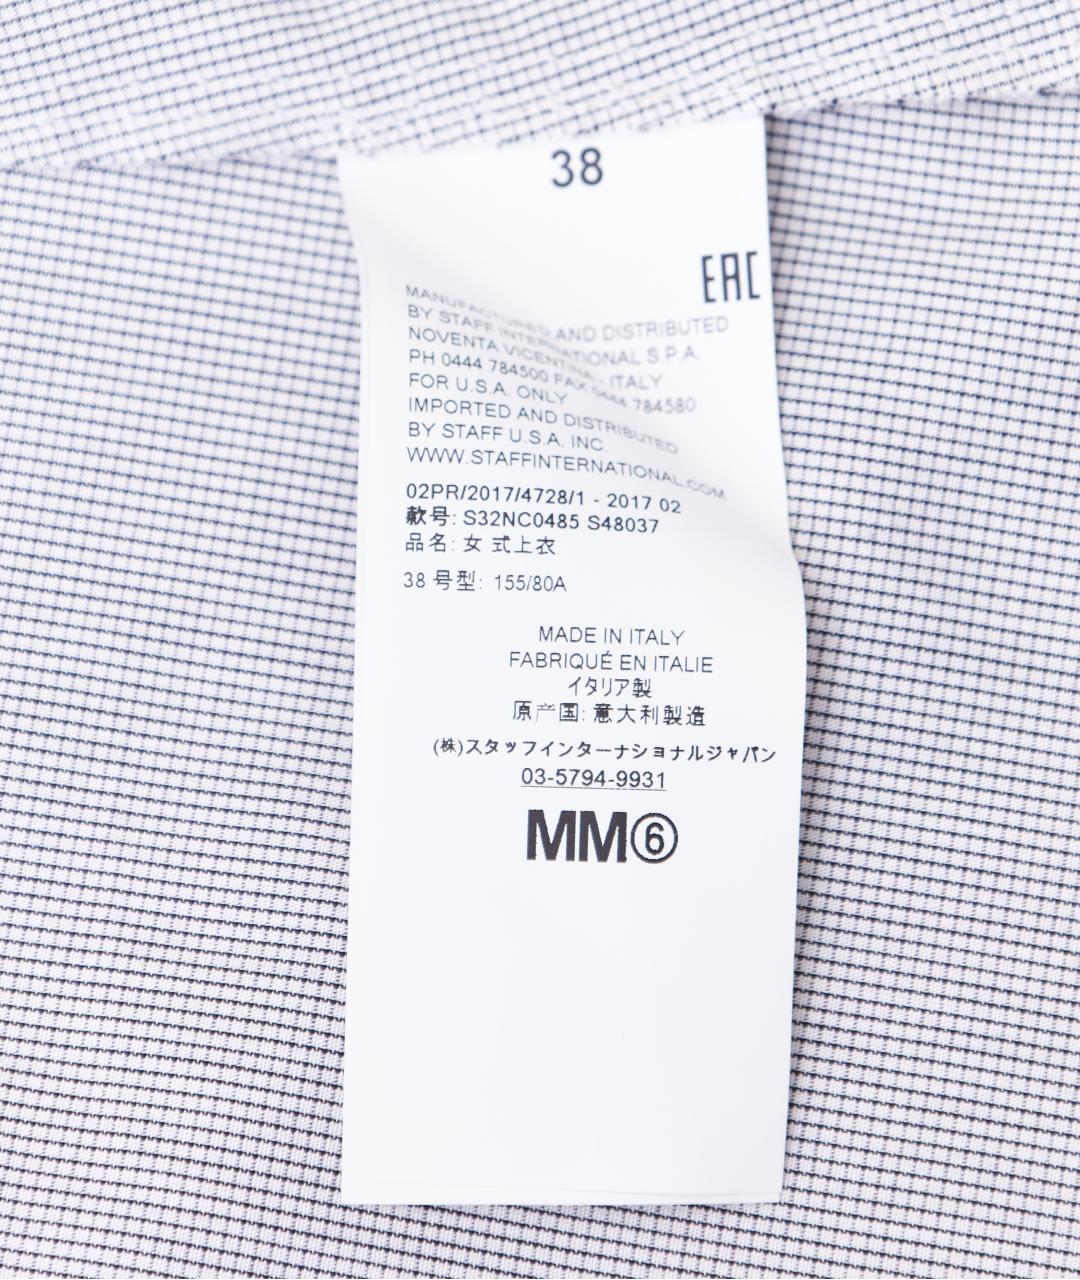 38
EAC
MANUFACTURED AND DISTRIBUTED
BY STAFF INTERNATIONAL S.P.A.
NOVENTA VICENTINA - ITALY
PH 0444 784500 FAX 0444 784580
FOR U.S.A. ONLY
IMPORTED AND DISTRIBUTED
BY STAFF U.S.A. INC.
WWW.STAFFINTERNATIONAL.COM
02PR/2017/4728/1 - 2017 02
款号: S32NC0485 S48037
品名: 女 式上衣
38 号型: 155/80A
MADE IN ITALY
FABRIQUÉ EN ITALIE
イタリア製
原产国: 意大利製造
(株)スタッフインターナショナルジャパン
03-5794-9931
MM⑥